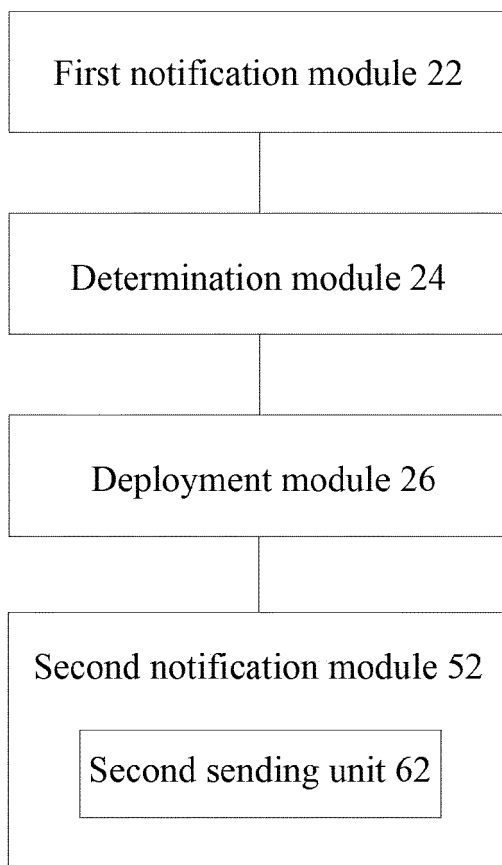 First notification module 22
Determination module 24
Deployment module 26
Second notification module 52
Second sending unit 62